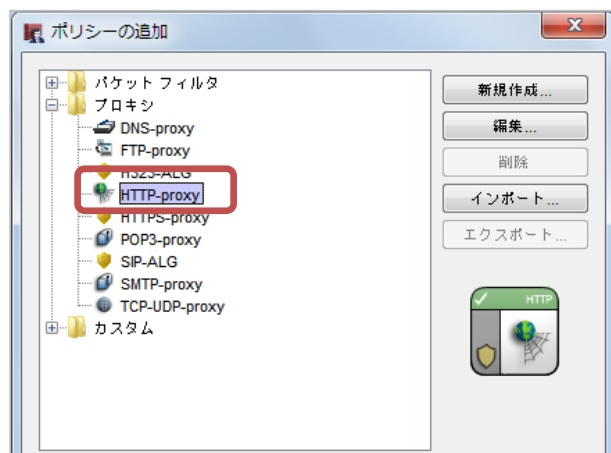 ポリシーの追加
パケット フィルタ
プロキシ
DNS-proxy
FTP-proxy
H323-ALG
HTTP-proxy
HTTPS-proxy
POP3-proxy
SIP-ALG
SMTP-proxy
TCP-UDP-proxy
カスタム
新規作成...
編集...
削除
インポート...
エクスポート...
HTTP